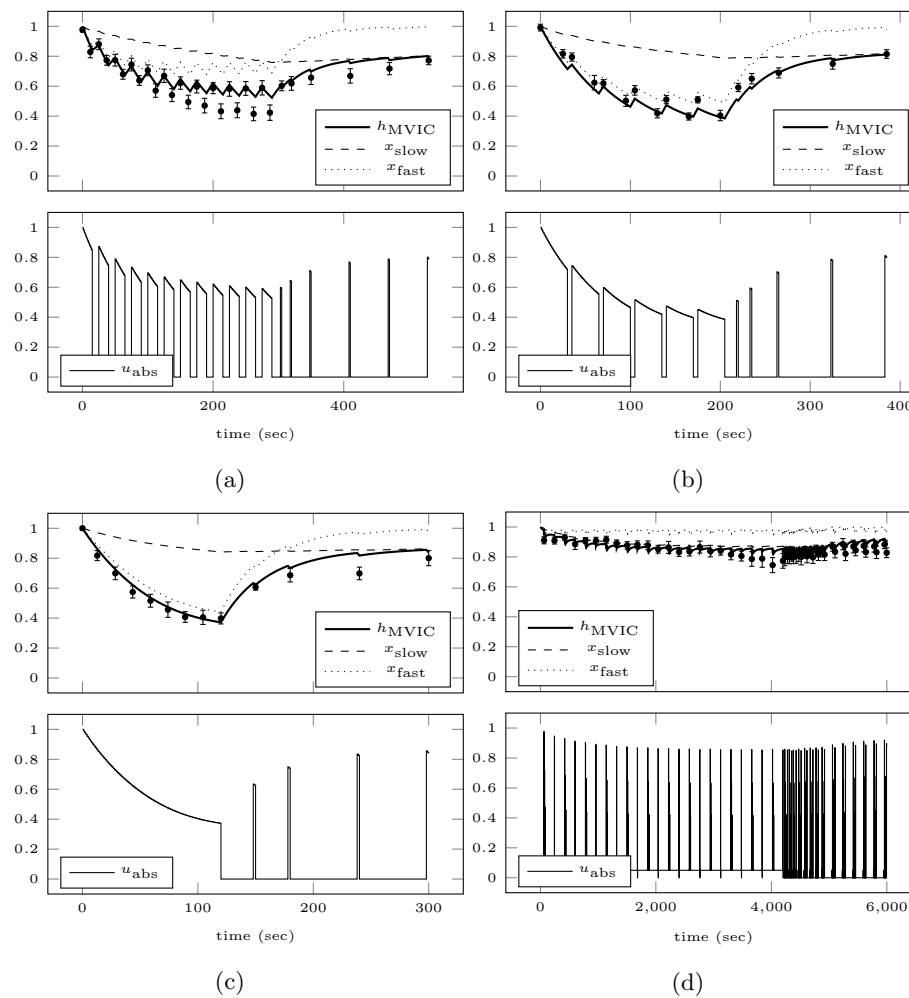 1
0.8
0.6
0.4
0.2
0
h_MVIC
x_slow
x_fast
1
0.8
0.6
0.4
0.2
0
u_abs
0 200 400
time (sec)
(a)
1
0.8
0.6
0.4
0.2
0
h_MVIC
x_slow
x_fast
1
0.8
0.6
0.4
0.2
0
u_abs
0 100 200 300 400
time (sec)
(b)
1
0.8
0.6
0.4
0.2
0
h_MVIC
x_slow
x_fast
1
0.8
0.6
0.4
0.2
0
u_abs
0 100 200 300
time (sec)
(c)
1
0.8
0.6
0.4
0.2
0
h_MVIC
x_slow
x_fast
1
0.8
0.6
0.4
0.2
0
u_abs
0 2,000 4,000 6,000
time (sec)
(d)